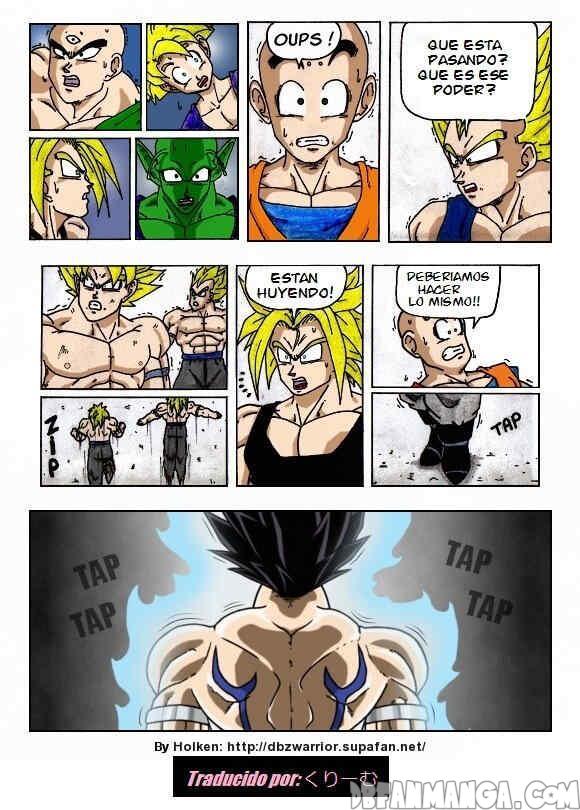 OUPS !
QUE ESTA
PASANDO?
QUE ES ESE
PODER?
ESTAN
HUYENDO!
DEBERIAMOS
HACER
LO MISMO!!
ZIP
TAP
TAP
TAP
TAP
TAP
By Holken: http://dbzwarrior.supafan.net/
Traducido por:くりーむ
DBFANMANGA.COM